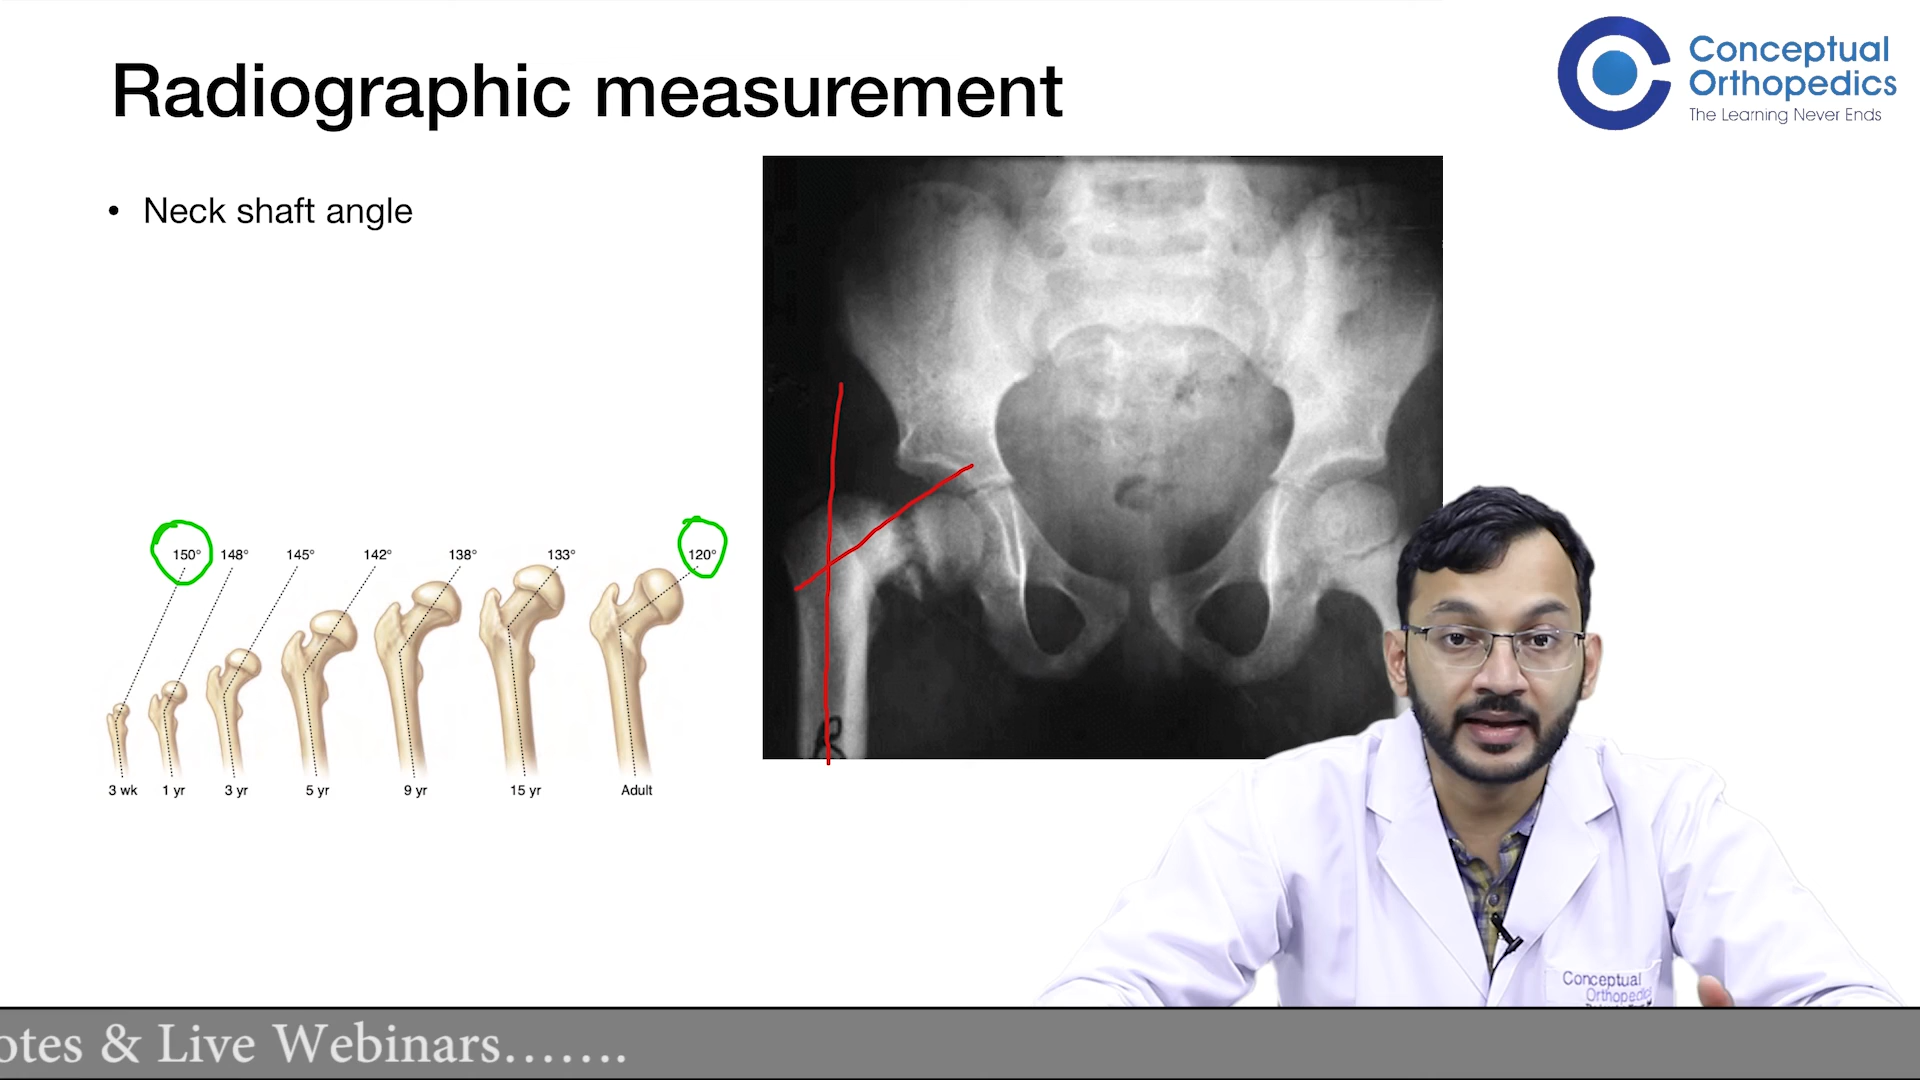 Radiographic measurement
Conceptual
Orthopedics
The Learning Never Ends
• Neck shaft angle
150° 148° 145° 142° 138° 133° 120°
3 wk 1 yr 3 yr 5 yr 9 yr 15 yr Adult
Conceptual
Orthopedics
otes & Live Webinars.......